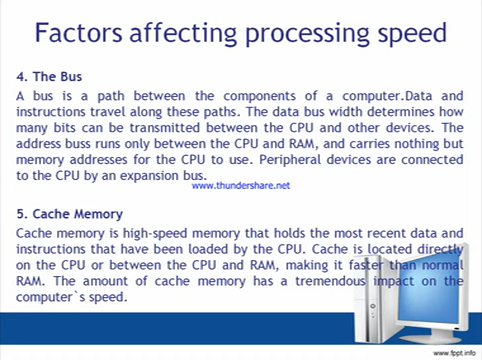 Factors affecting processing speed
4. The Bus
A bus is a path between the components of a computer.Data and
instructions travel along these paths. The data bus width determines how
many bits can be transmitted between the CPU and other devices. The
address buss runs only between the CPU and RAM, and carries nothing but
memory addresses for the CPU to use. Peripheral devices are connected
to the CPU by an expansion bus.
www.thundershare.net
5. Cache Memory
Cache memory is high-speed memory that holds the most recent data and
instructions that have been loaded by the CPU. Cache is located directly
on the CPU or between the CPU and RAM, making it faster than normal
RAM. The amount of cache memory has a tremendous impact on the
computer`s speed.
www.fppt.info